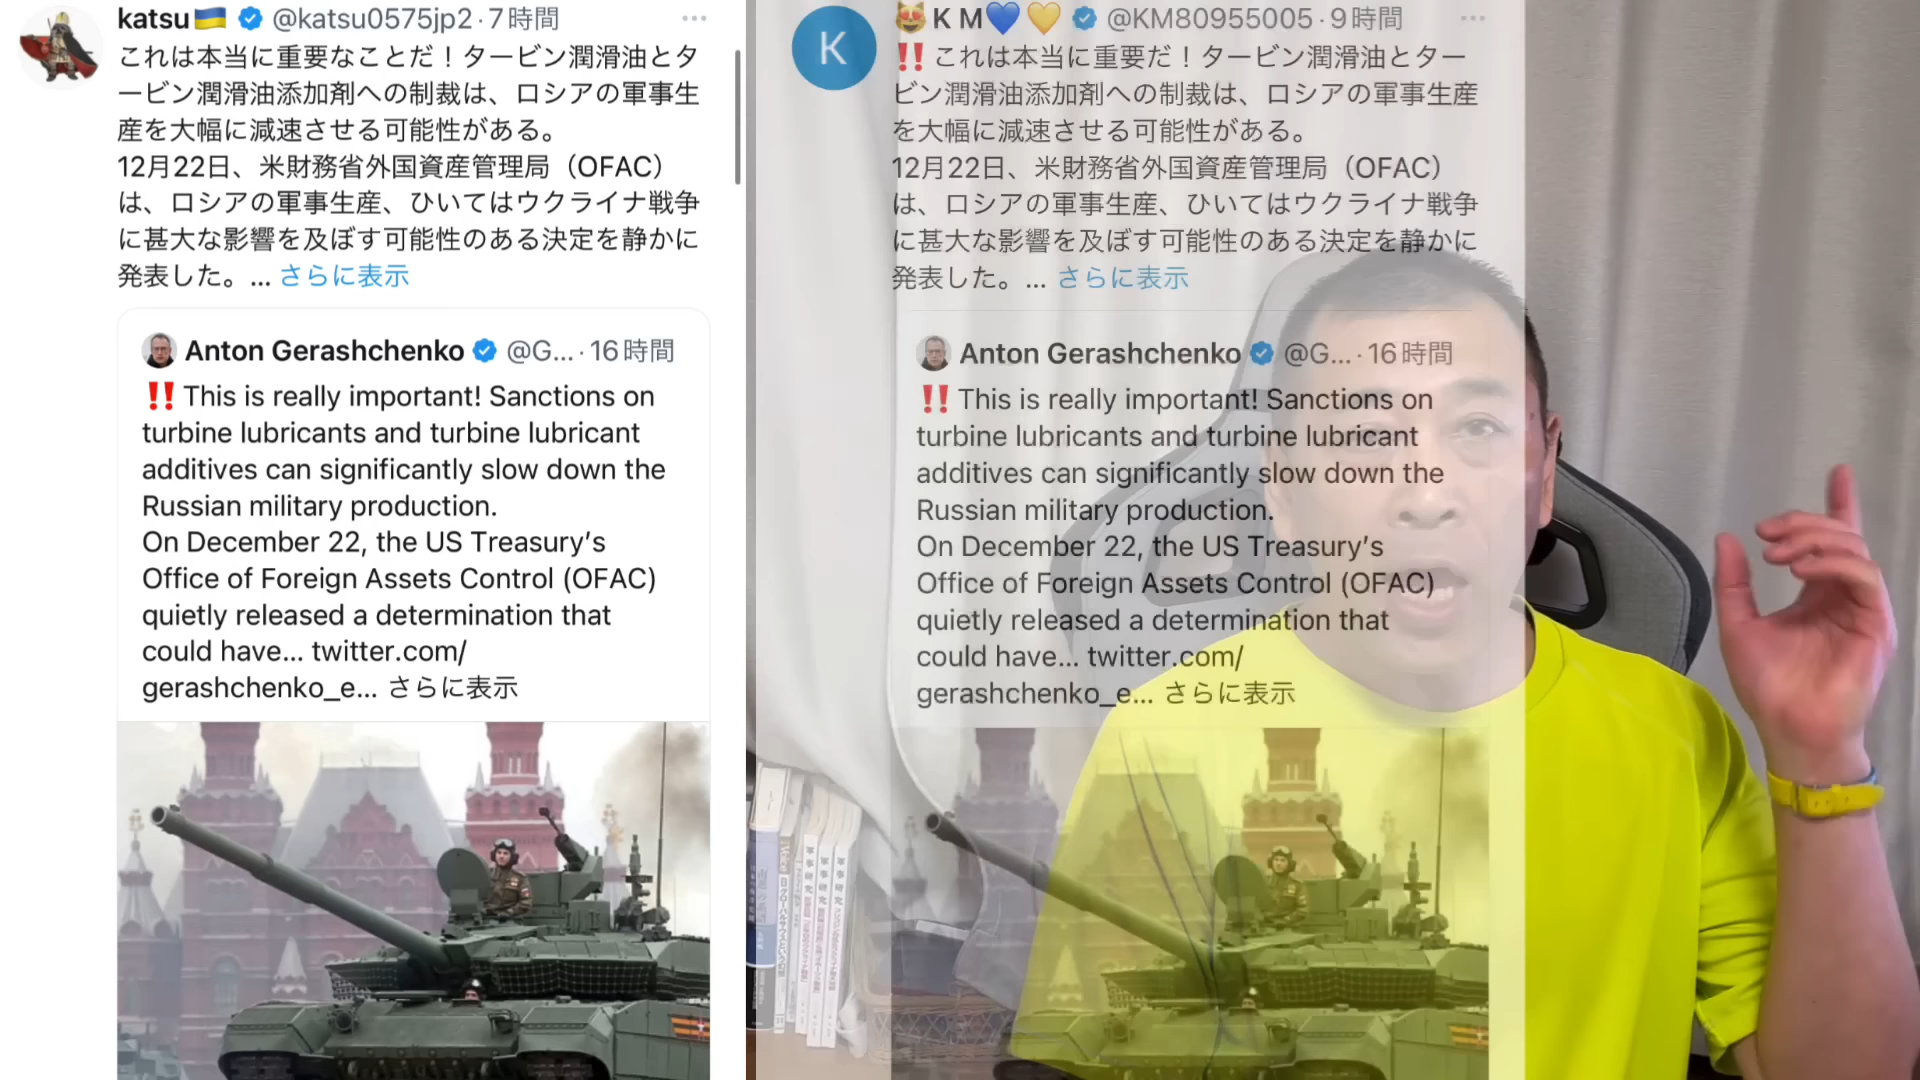 katsu🇺🇦 @katsu0575jp2·7時間
これは本当に重要なことだ！タービン潤滑油とタ
ービン潤滑油添加剤への制裁は、ロシアの軍事生
産を大幅に減速させる可能性がある。
12月22日、米財務省外国資産管理局（OFAC）
は、ロシアの軍事生産、ひいてはウクライナ戦争
に甚大な影響を及ぼす可能性のある決定を静かに
発表した。... さらに表示
Anton Gerashchenko @G...·16時間
‼️ This is really important! Sanctions on
turbine lubricants and turbine lubricant
additives can significantly slow down the
Russian military production.
On December 22, the US Treasury’s
Office of Foreign Assets Control (OFAC)
quietly released a determination that
could have... twitter.com/
gerashchenko_e... さらに表示
K
😻K M💙💛 @KM80955005·9時間
‼️ これは本当に重要だ！タービン潤滑油とター
ビン潤滑油添加剤への制裁は、ロシアの軍事生産
を大幅に減速させる可能性がある。
12月22日、米財務省外国資産管理局（OFAC）
は、ロシアの軍事生産、ひいてはウクライナ戦争
に甚大な影響を及ぼす可能性のある決定を静かに
発表した。... さらに表示
Anton Gerashchenko @G...·16時間
‼️ This is really important! Sanctions on
turbine lubricants and turbine lubricant
additives can significantly slow down the
Russian military production.
On December 22, the US Treasury’s
Office of Foreign Assets Control (OFAC)
quietly released a determination that
could have... twitter.com/
gerashchenko_e... さらに表示
軍事研究
軍事研究
軍事研究